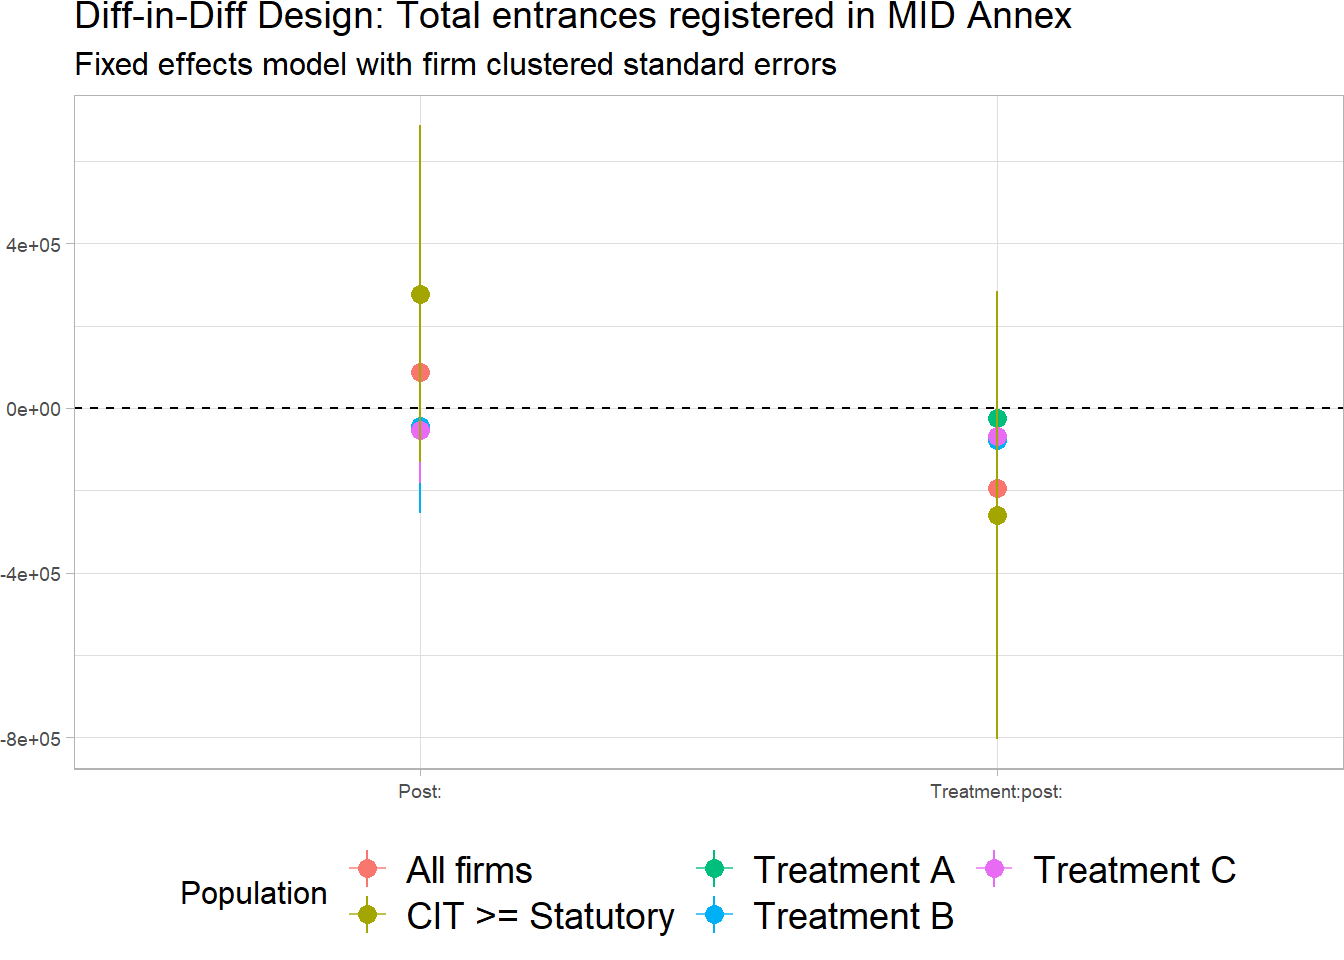 Diff-in-Diff Design: Total entrances registered in MID Annex
Fixed effects model with firm clustered standard errors
4e+05
0e+00
-4e+05
-8e+05
Post:
Treatment:post:
Population
All firms
CIT >= Statutory
Treatment A
Treatment B
Treatment C